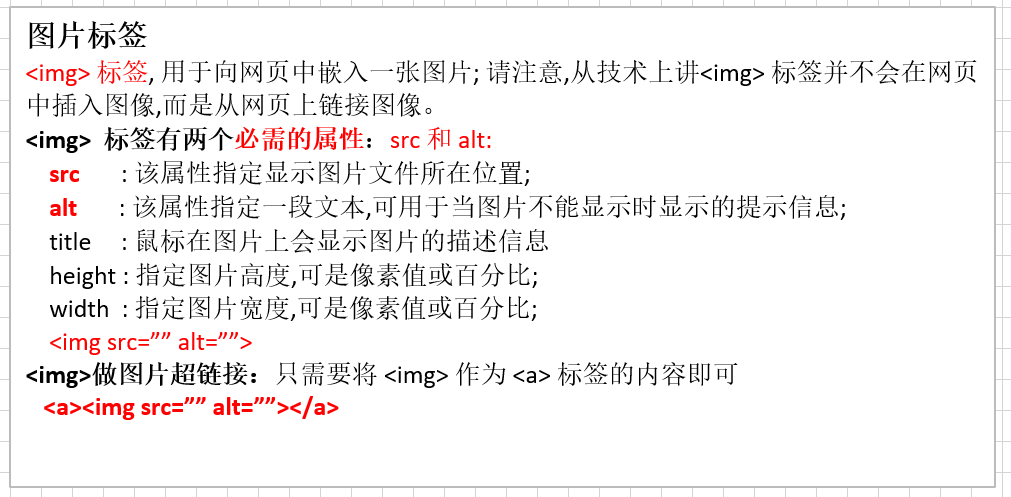 图片标签
<img> 标签, 用于向网页中嵌入一张图片; 请注意,从技术上讲<img> 标签并不会在网页
中插入图像,而是从网页上链接图像。
<img> 标签有两个必需的属性：src 和 alt:
src : 该属性指定显示图片文件所在位置;
alt : 该属性指定一段文本,可用于当图片不能显示时显示的提示信息;
title : 鼠标在图片上会显示图片的描述信息
height : 指定图片高度,可是像素值或百分比;
width : 指定图片宽度,可是像素值或百分比;
<img src=”” alt=””>
<img>做图片超链接：只需要将 <img> 作为 <a> 标签的内容即可
<a><img src=”” alt=””></a>